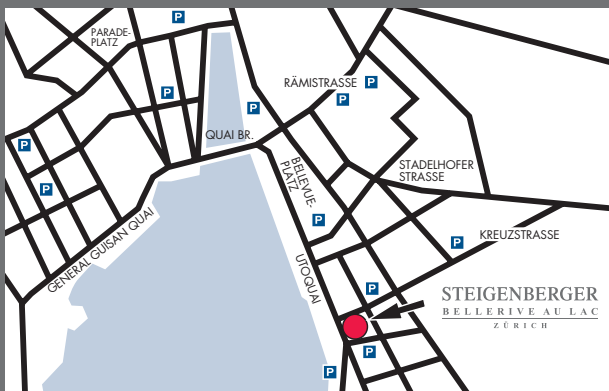 P
PARADE-
PLATZ
RÄMISTRASSE
P
P
P
P
QUAI BR.
P
BELLEVUE-
PLATZ
STADELHOFER
STRASSE
P
GENERAL GUISAN QUAI
P
KREUZSTRASSE
P
UTOQUAI
P
STEIGENBERGER
BELLERIVE AU LAC
ZÜRICH
P
P